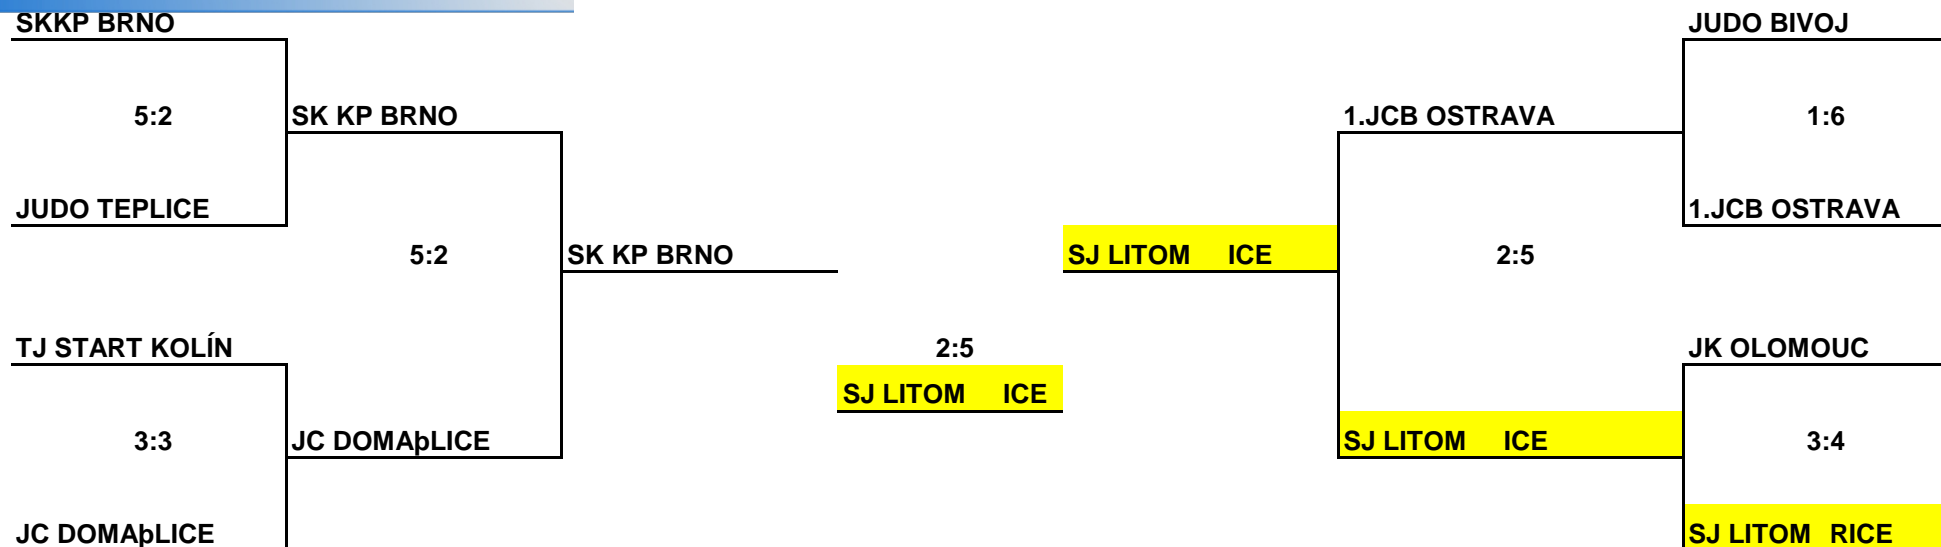 SKKP BRNO
JUDO BIVOJ
5:2
SK KP BRNO
1.JCB OSTRAVA
1:6
JUDO TEPLICE
1.JCB OSTRAVA
5:2
SK KP BRNO
SJ LITOM ICE
2:5
TJ START KOLÍN
2:5
JK OLOMOUC
SJ LITOM ICE
3:3
JC DOMAþLICE
SJ LITOM ICE
3:4
JC DOMAþLICE
SJ LITOM RICE